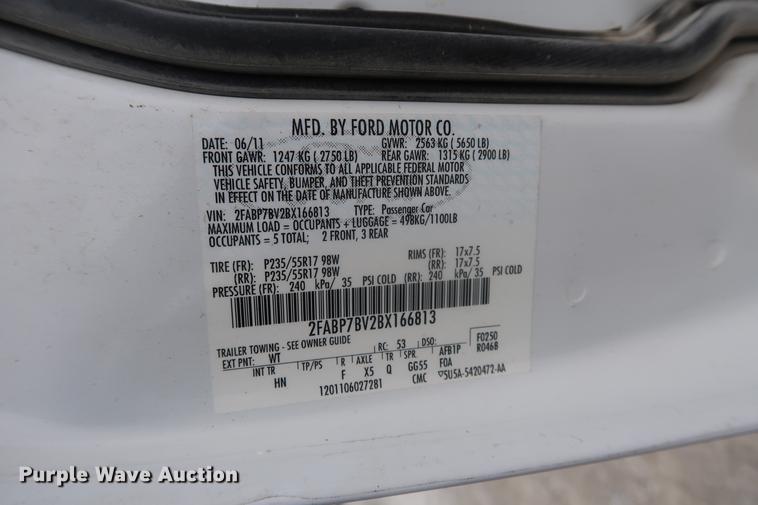 MFD. BY FORD MOTOR CO.
DATE: 06/11 GVWR: 2563 KG ( 5650 LB)
FRONT GAWR: 1247 KG ( 2750 LB) REAR GAWR: 1315 KG ( 2900 LB)
THIS VEHICLE CONFORMS TO ALL APPLICABLE FEDERAL MOTOR
VEHICLE SAFETY, BUMPER, AND THEFT PREVENTION STANDARDS
IN EFFECT ON THE DATE OF MANUFACTURE SHOWN ABOVE.
VIN: 2FABP7BV2BX166813 TYPE: Passenger Car
MAXIMUM LOAD = OCCUPANTS + LUGGAGE = 498KG/1100LB
OCCUPANTS = 5 TOTAL; 2 FRONT, 3 REAR
TIRE (FR): P235/55R17 98W RIMS (FR): 17x7.5
(RR): P235/55R17 98W (RR): 17x7.5
PRESSURE (FR): 240 kPa/ 35 PSI COLD (RR): 240 kPa/ 35 PSI COLD
2FABP7BV2BX166813
TRAILER TOWING - SEE OWNER GUIDE
EXT PNT: WT RC: 53 DSO: F0250
INT TR TP/PS R AXLE TR SPR AFB1P R046B
HN F X5 Q GG55 FOA
1201106027281 CMC ▽5U5A-5420472-AA
Purple Wave Auction